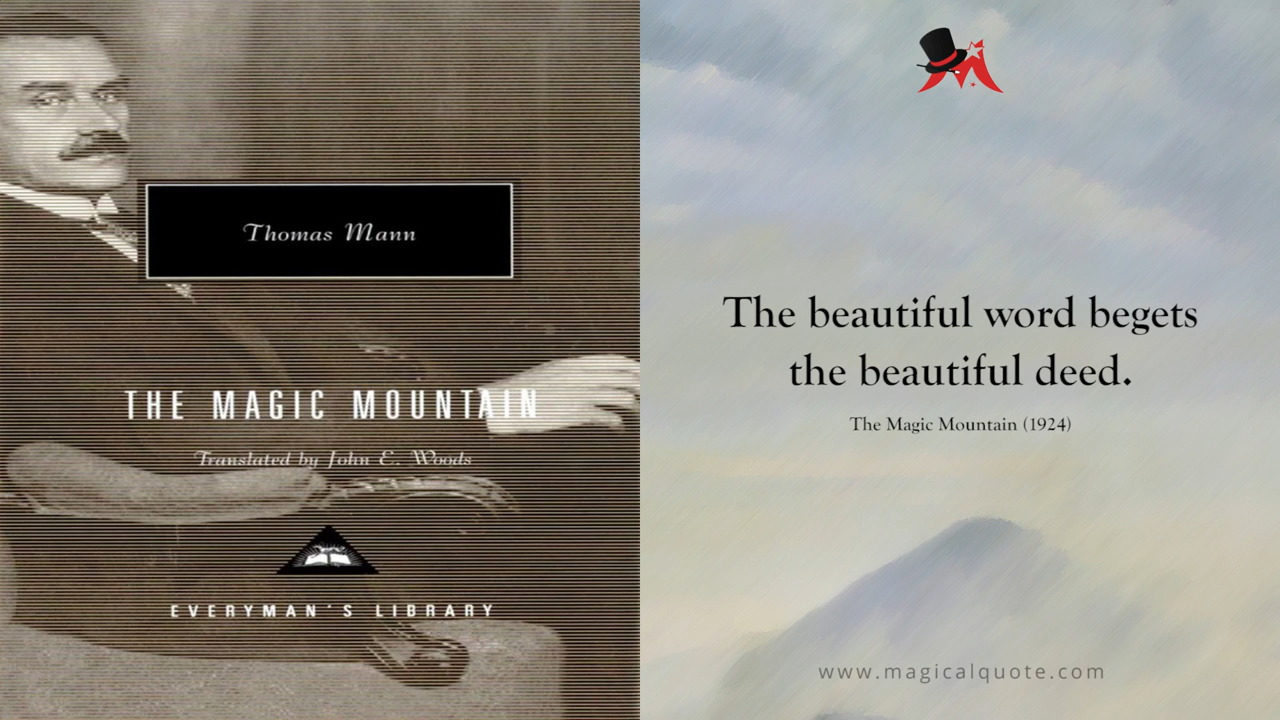 Thomas Mann
THE MAGIC MOUNTAIN
Translated by John E. Woods
EVERYMAN'S LIBRARY
The beautiful word begets
the beautiful deed.
The Magic Mountain (1924)
www.magicalquote.com